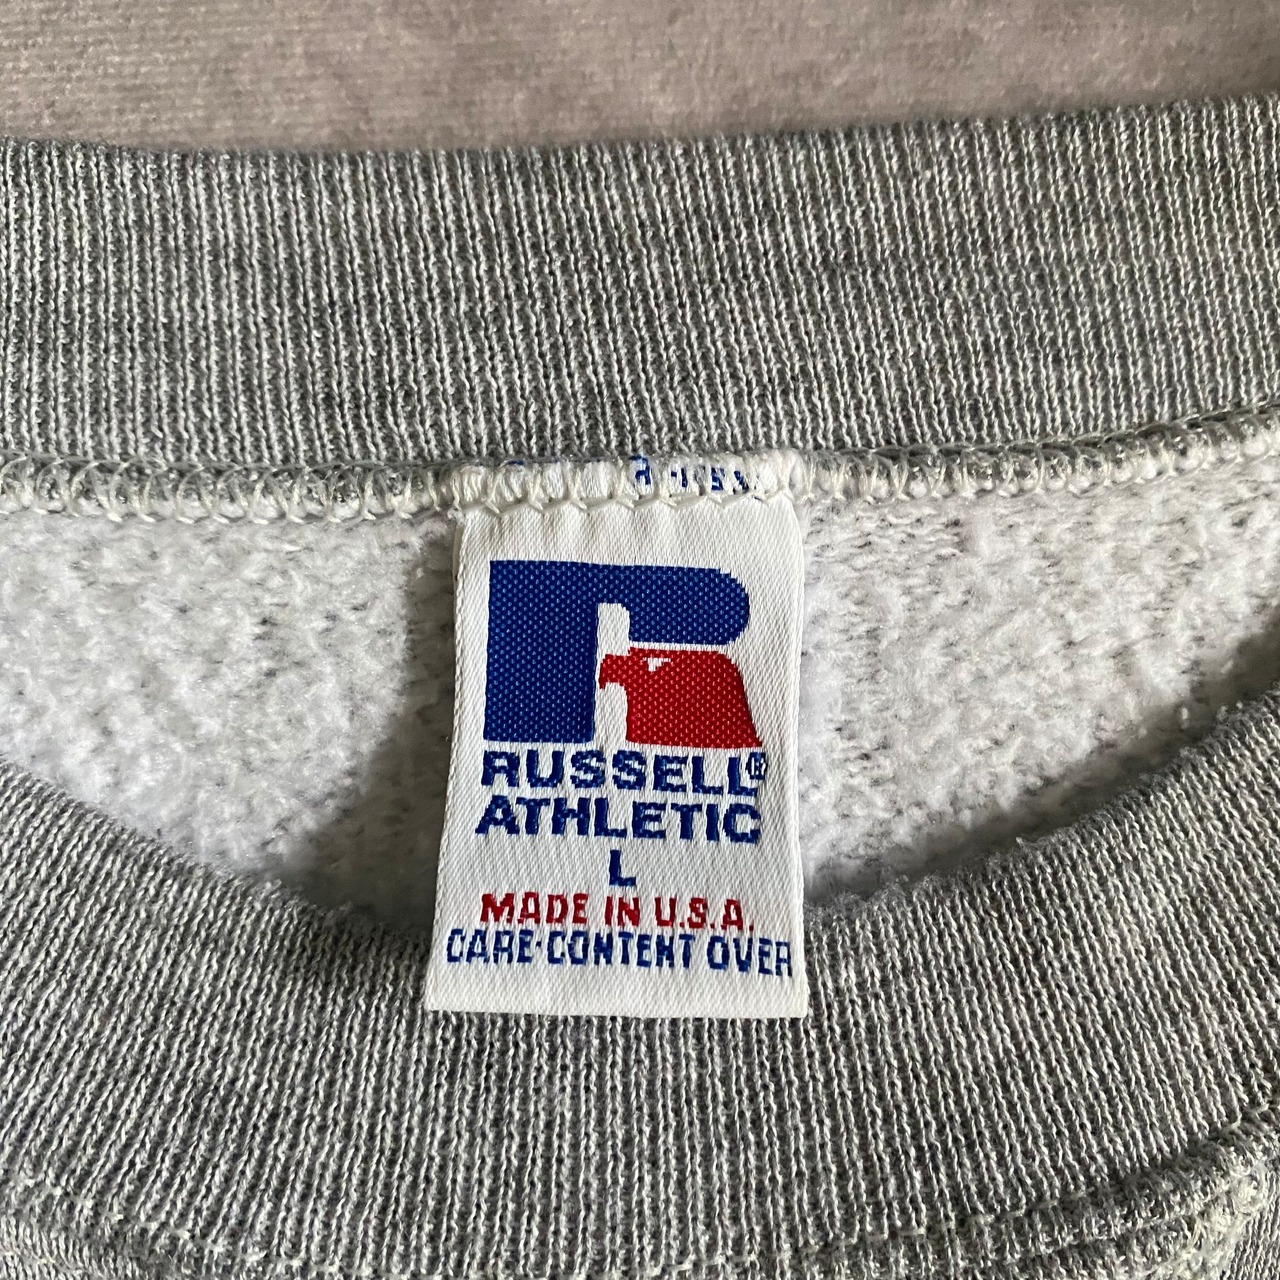 R
RUSSELL®
ATHLETIC
L
MADE IN U.S.A.
CARE·CONTENT OVER